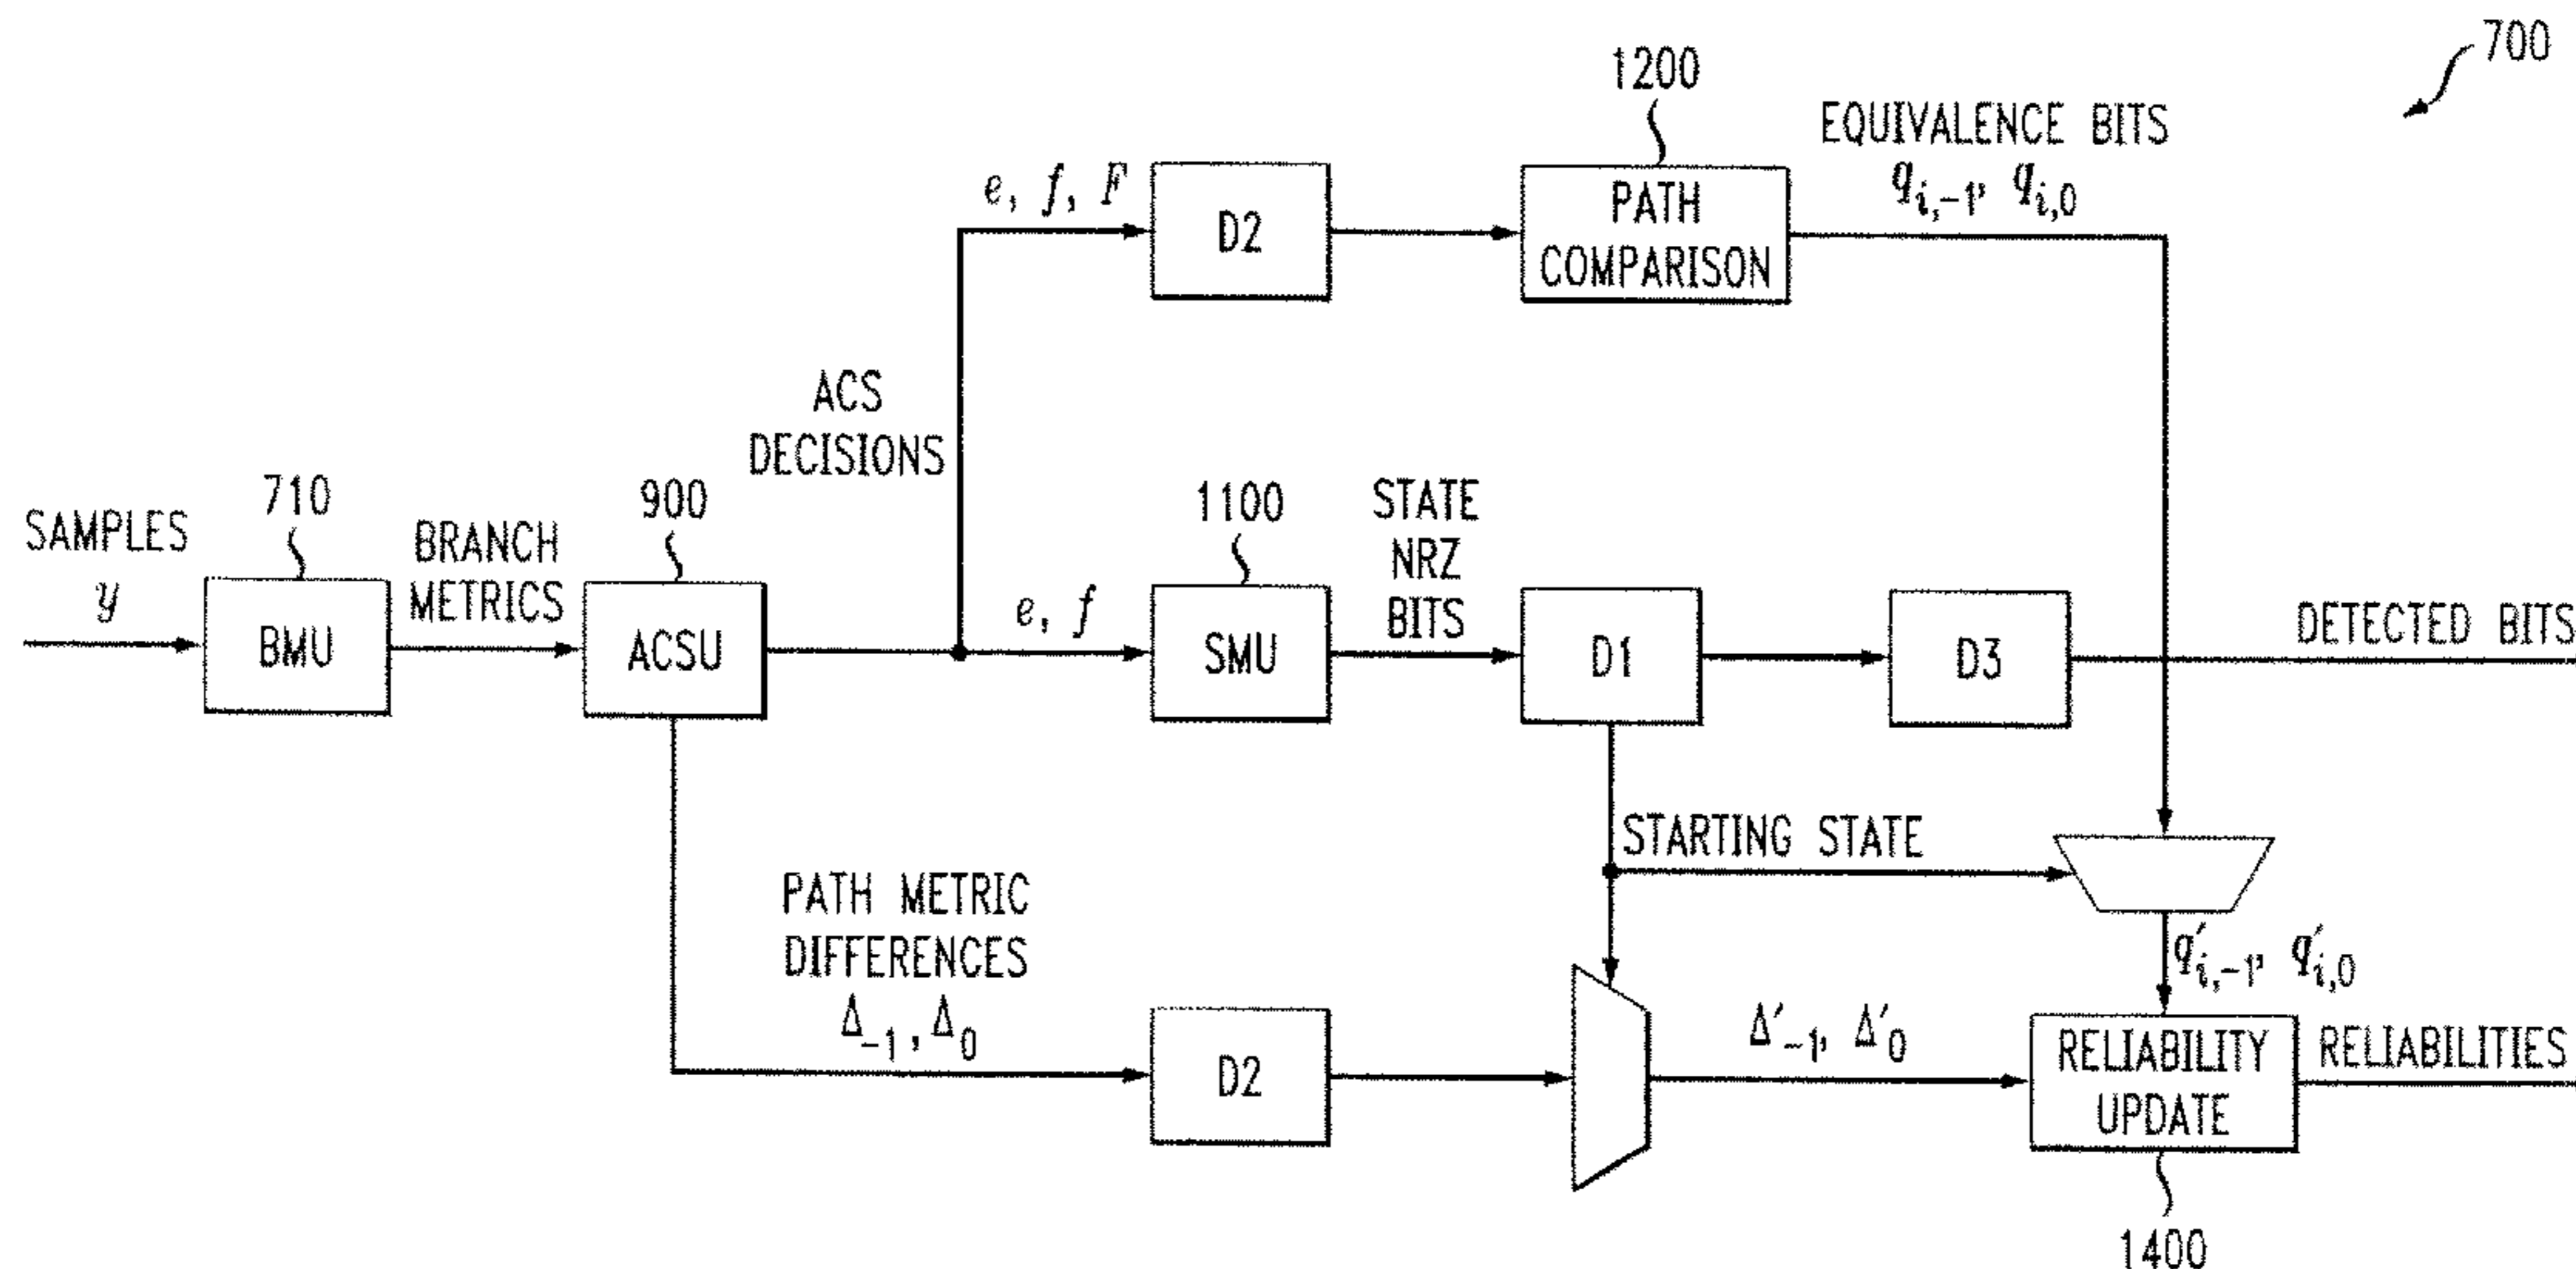 700
1200
EQUIVALENCE BITS
q_{i,-1}, q_{i,0}
e, f, F
D2
PATH
COMPARISON
ACS
DECISIONS
SAMPLES
y
710
BMU
BRANCH
METRICS
900
ACSU
e, f
1100
SMU
STATE
NRZ
BITS
D1
D3
DETECTED BITS
STARTING STATE
PATH METRIC
DIFFERENCES
Δ_{-1}, Δ_0
D2
Δ'_{-1}, Δ'_0
q'_{i,-1}, q'_{i,0}
RELIABILITY
UPDATE
RELIABILITIES
1400